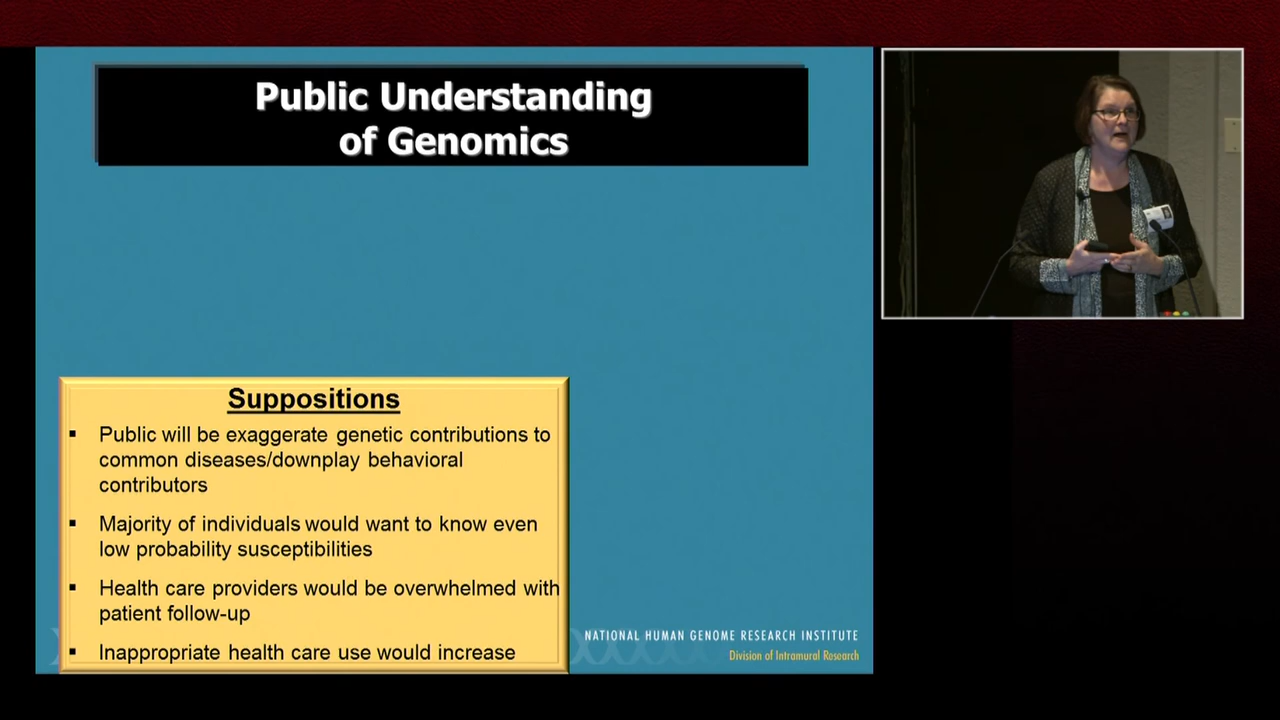 Public Understanding
of Genomics
Suppositions
▪ Public will be exaggerate genetic contributions to
common diseases/downplay behavioral
contributors
▪ Majority of individuals would want to know even
low probability susceptibilities
▪ Health care providers would be overwhelmed with
patient follow-up
▪ Inappropriate health care use would increase
NATIONAL HUMAN GENOME RESEARCH INSTITUTE
Division of Intramural Research